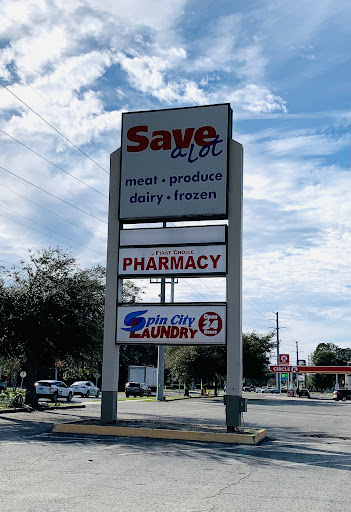 Save
a lot
meat • produce
dairy • frozen
First Choice
PHARMACY
Spin City
LAUNDRY
Open
24
Hours
CIRCLE K